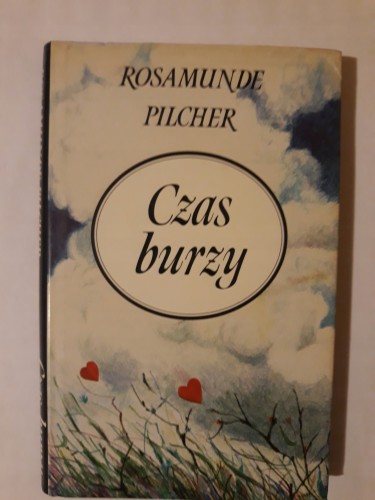 ROSAMUNDE
PILCHER
Czas
burzy